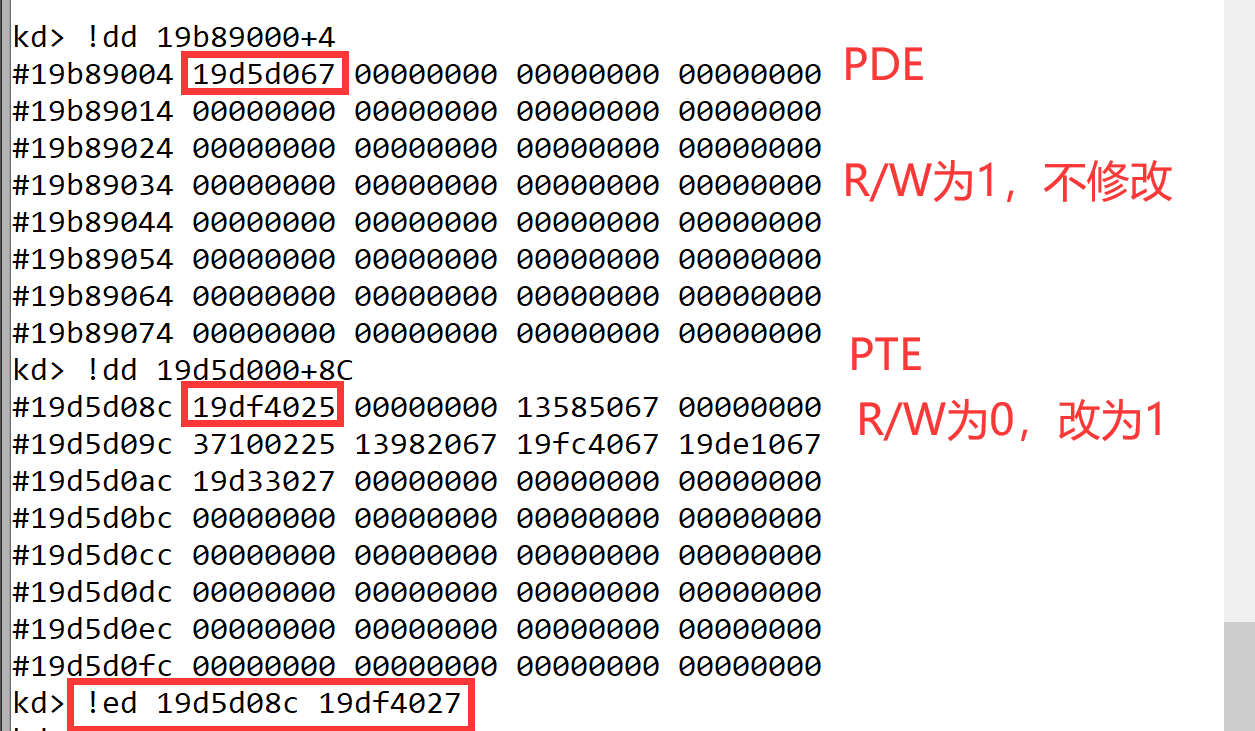 kd> !dd 19b89000+4
#19b89004 19d5d067 00000000 00000000 00000000 PDE
#19b89014 00000000 00000000 00000000 00000000
#19b89024 00000000 00000000 00000000 00000000
#19b89034 00000000 00000000 00000000 00000000 R/W为1，不修改
#19b89044 00000000 00000000 00000000 00000000
#19b89054 00000000 00000000 00000000 00000000
#19b89064 00000000 00000000 00000000 00000000
#19b89074 00000000 00000000 00000000 00000000
kd> !dd 19d5d000+8C PTE
#19d5d08c 19df4025 00000000 13585067 00000000 R/W为0，改为1
#19d5d09c 37100225 13982067 19fc4067 19de1067
#19d5d0ac 19d33027 00000000 00000000 00000000
#19d5d0bc 00000000 00000000 00000000 00000000
#19d5d0cc 00000000 00000000 00000000 00000000
#19d5d0dc 00000000 00000000 00000000 00000000
#19d5d0ec 00000000 00000000 00000000 00000000
#19d5d0fc 00000000 00000000 00000000 00000000
kd> !ed 19d5d08c 19df4027